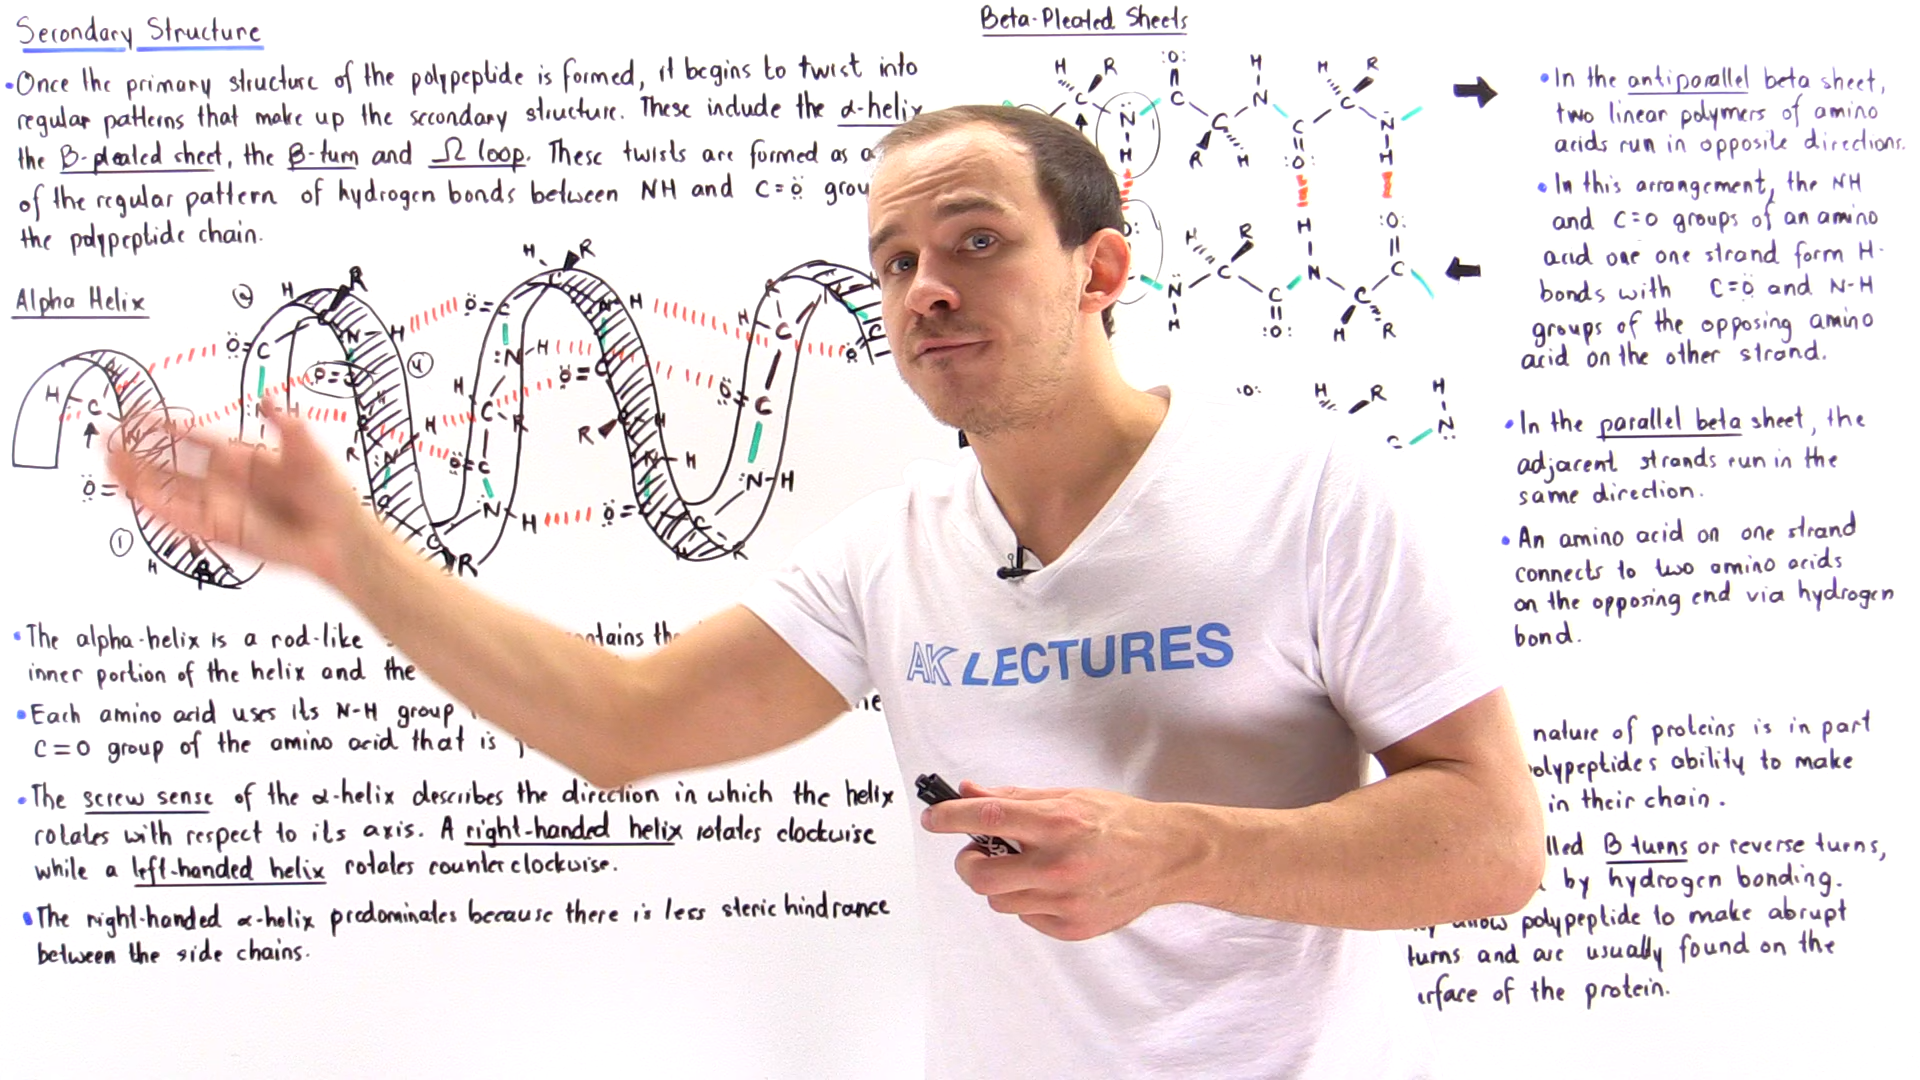 Secondary Structure
•Once the primary structure of the polypeptide is formed, it begins to twist into
regular patterns that make up the secondary structure. These include the α-helix
the β-pleated sheet, the β-turn and Ω loop. These twists are formed as a
of the regular pattern of hydrogen bonds between NH and C=Ö
the polypeptide chain.
Alpha Helix
•The alpha-helix is a rod-like
inner portion of the helix and the
•Each amino acid uses its N-H group
C=O group of the amino acid that is
•The screw sense of the α-helix describes the direction in which the helix
rotates with respect to its axis. A right-handed helix rotates clockwise
while a left-handed helix rotates counterclockwise.
•The right-handed α-helix predominates because there is less steric hindrance
between the side chains.
Beta-Pleated Sheets
•In the antiparallel beta sheet,
two linear polymers of amino
acids run in opposite directions.
•In this arrangement, the NH
and C=O groups of an amino
acid one one strand form H-
bonds with C=Ö and N-H
groups of the opposing amino
acid on the other strand.
•In the parallel beta sheet, the
adjacent strands run in the
same direction.
•An amino acid on one strand
connects to two amino acids
on the opposing end via hydrogen
bond.
nature of proteins is in part
olypeptides ability to make
in their chain.
lled β turns or reverse turns,
by hydrogen bonding.
allow polypeptide to make abrupt
turns and are usually found on the
urface of the protein.
AK LECTURES